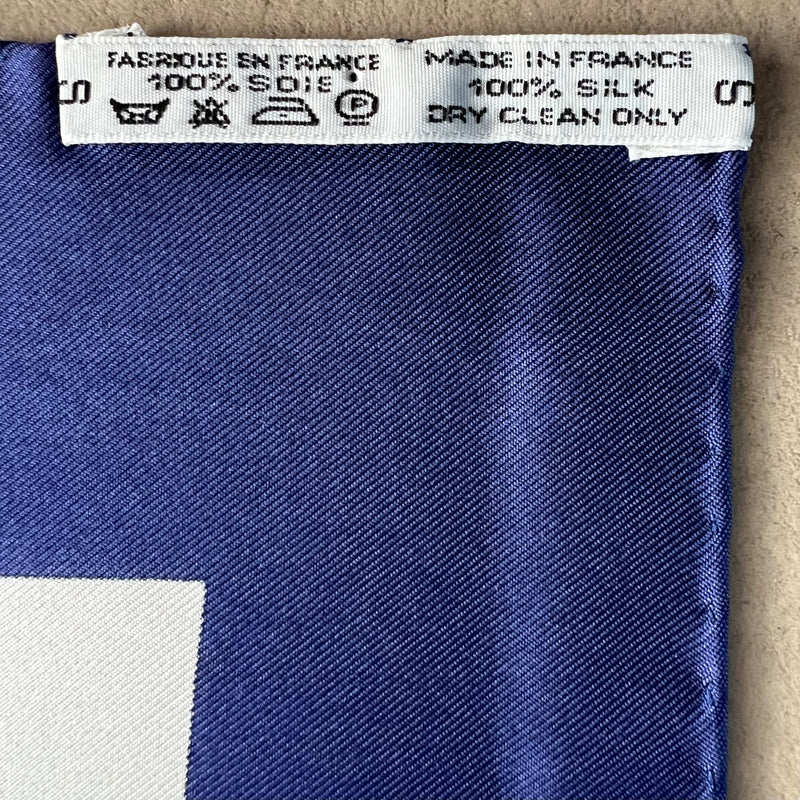 FABRIQUE EN FRANCE
100% SOIE
P
MADE IN FRANCE
100% SILK
DRY CLEAN ONLY
S
S